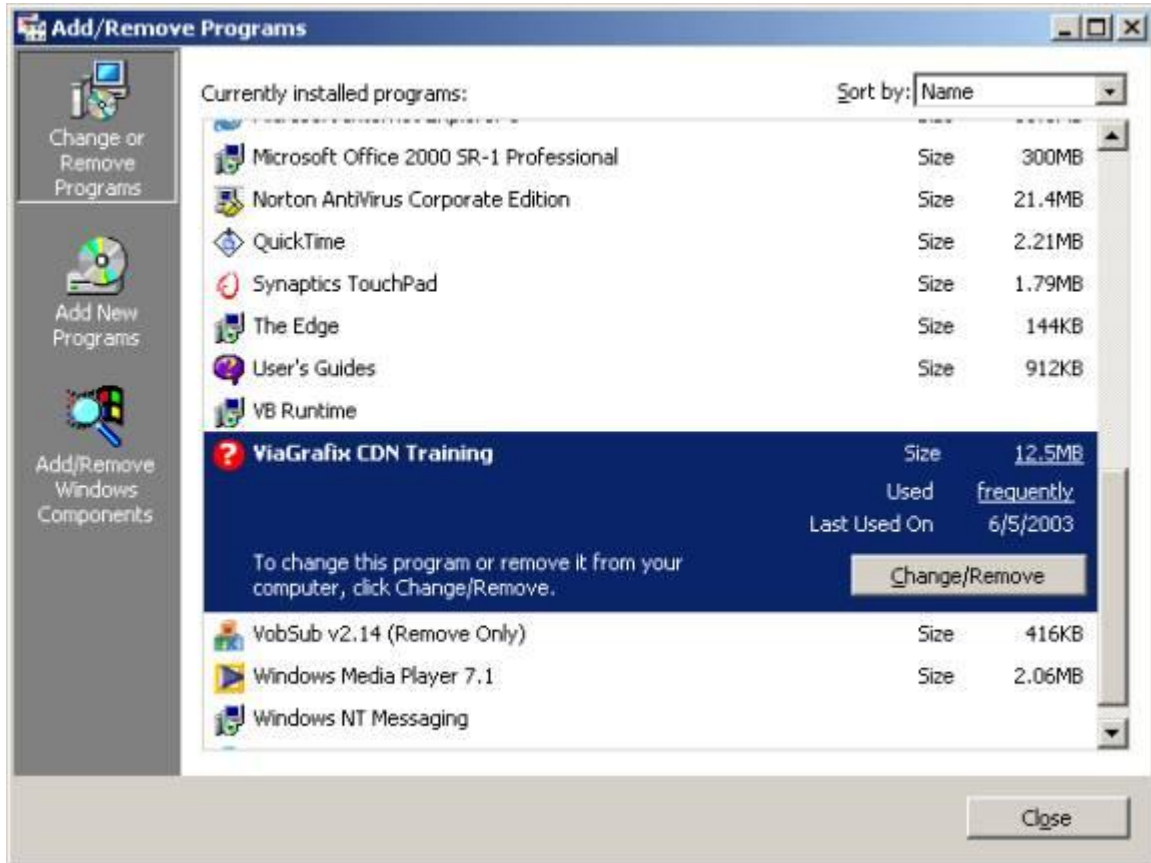 Add/Remove Programs
Change or
Remove
Programs
Add New
Programs
Add/Remove
Windows
Components
Currently installed programs:
Sort by: Name
Microsoft Office 2000 SR-1 Professional Size 300MB
Norton AntiVirus Corporate Edition Size 21.4MB
QuickTime Size 2.21MB
Synaptics TouchPad Size 1.79MB
The Edge Size 144KB
User's Guides Size 912KB
VB Runtime
ViaGrafix CDN Training Size 12.5MB
Used frequently
Last Used On 6/5/2003
To change this program or remove it from your
computer, click Change/Remove.
Change/Remove
VobSub v2.14 (Remove Only) Size 416KB
Windows Media Player 7.1 Size 2.06MB
Windows NT Messaging
Close